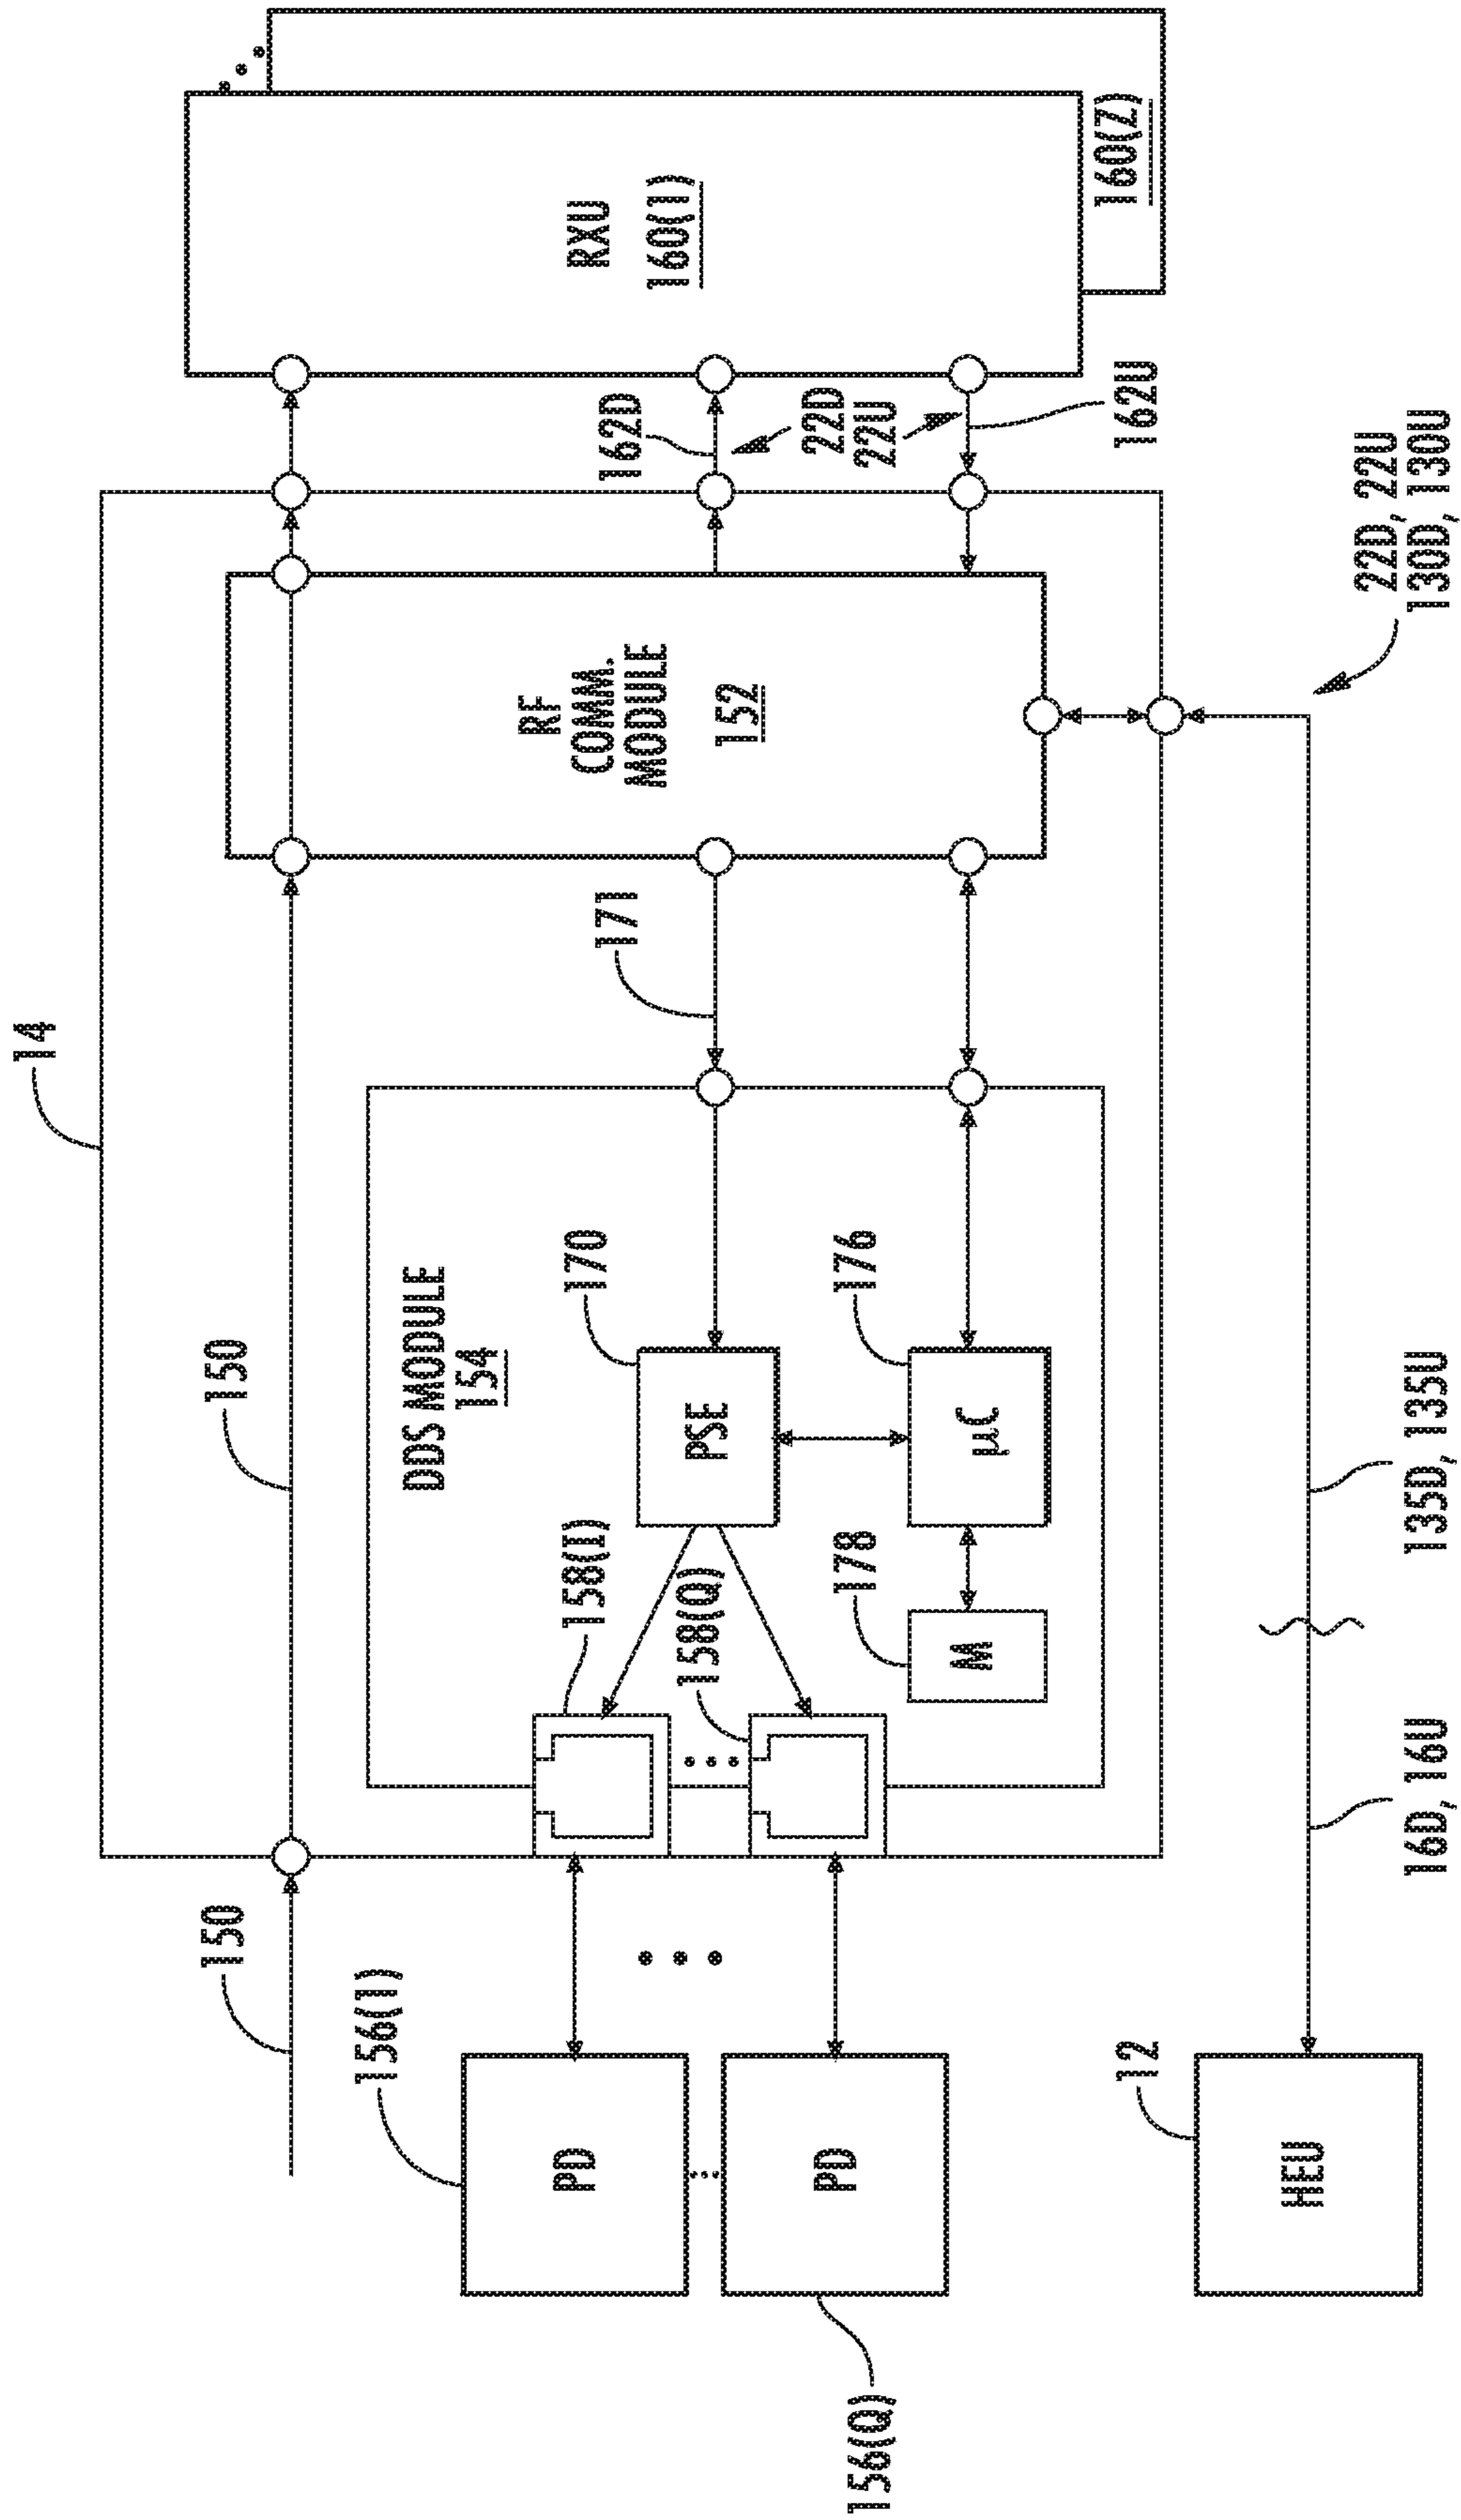 14
150
150
156(1)
DDS MODULE
154
158(I)
170
171
RF
COMM.
MODULE
152
162D
RXU
160(1)
PD
158(Q)
PSE
22D
22U
PD
178
176
M
µC
156(Q)
162U
160(Z)
12
HEU
16D, 16U
135D, 135U
22D, 22U
130D, 130U